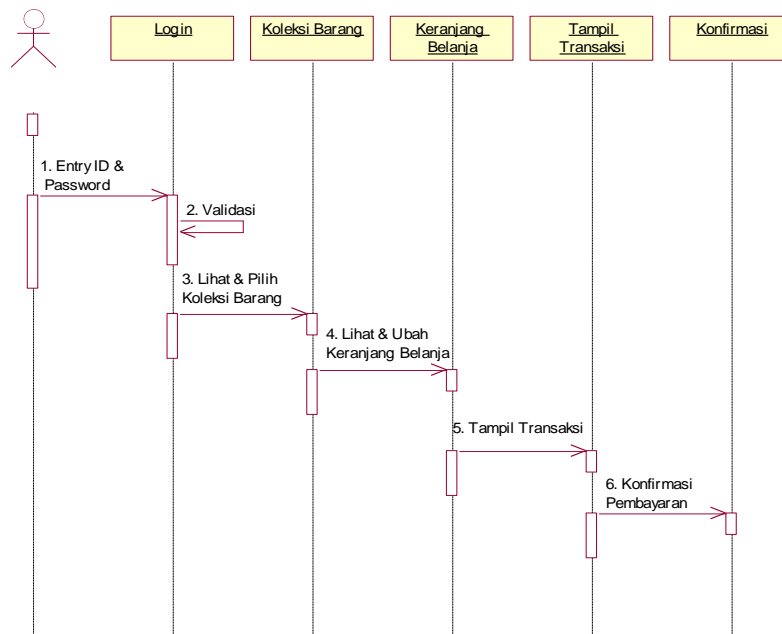 Login
Koleksi Barang
Keranjang
Belanja
Tampil
Transaksi
Konfirmasi
1. Entry ID &
Password
2. Validasi
3. Lihat & Pilih
Koleksi Barang
4. Lihat & Ubah
Keranjang Belanja
5. Tampil Transaksi
6. Konfirmasi
Pembayaran